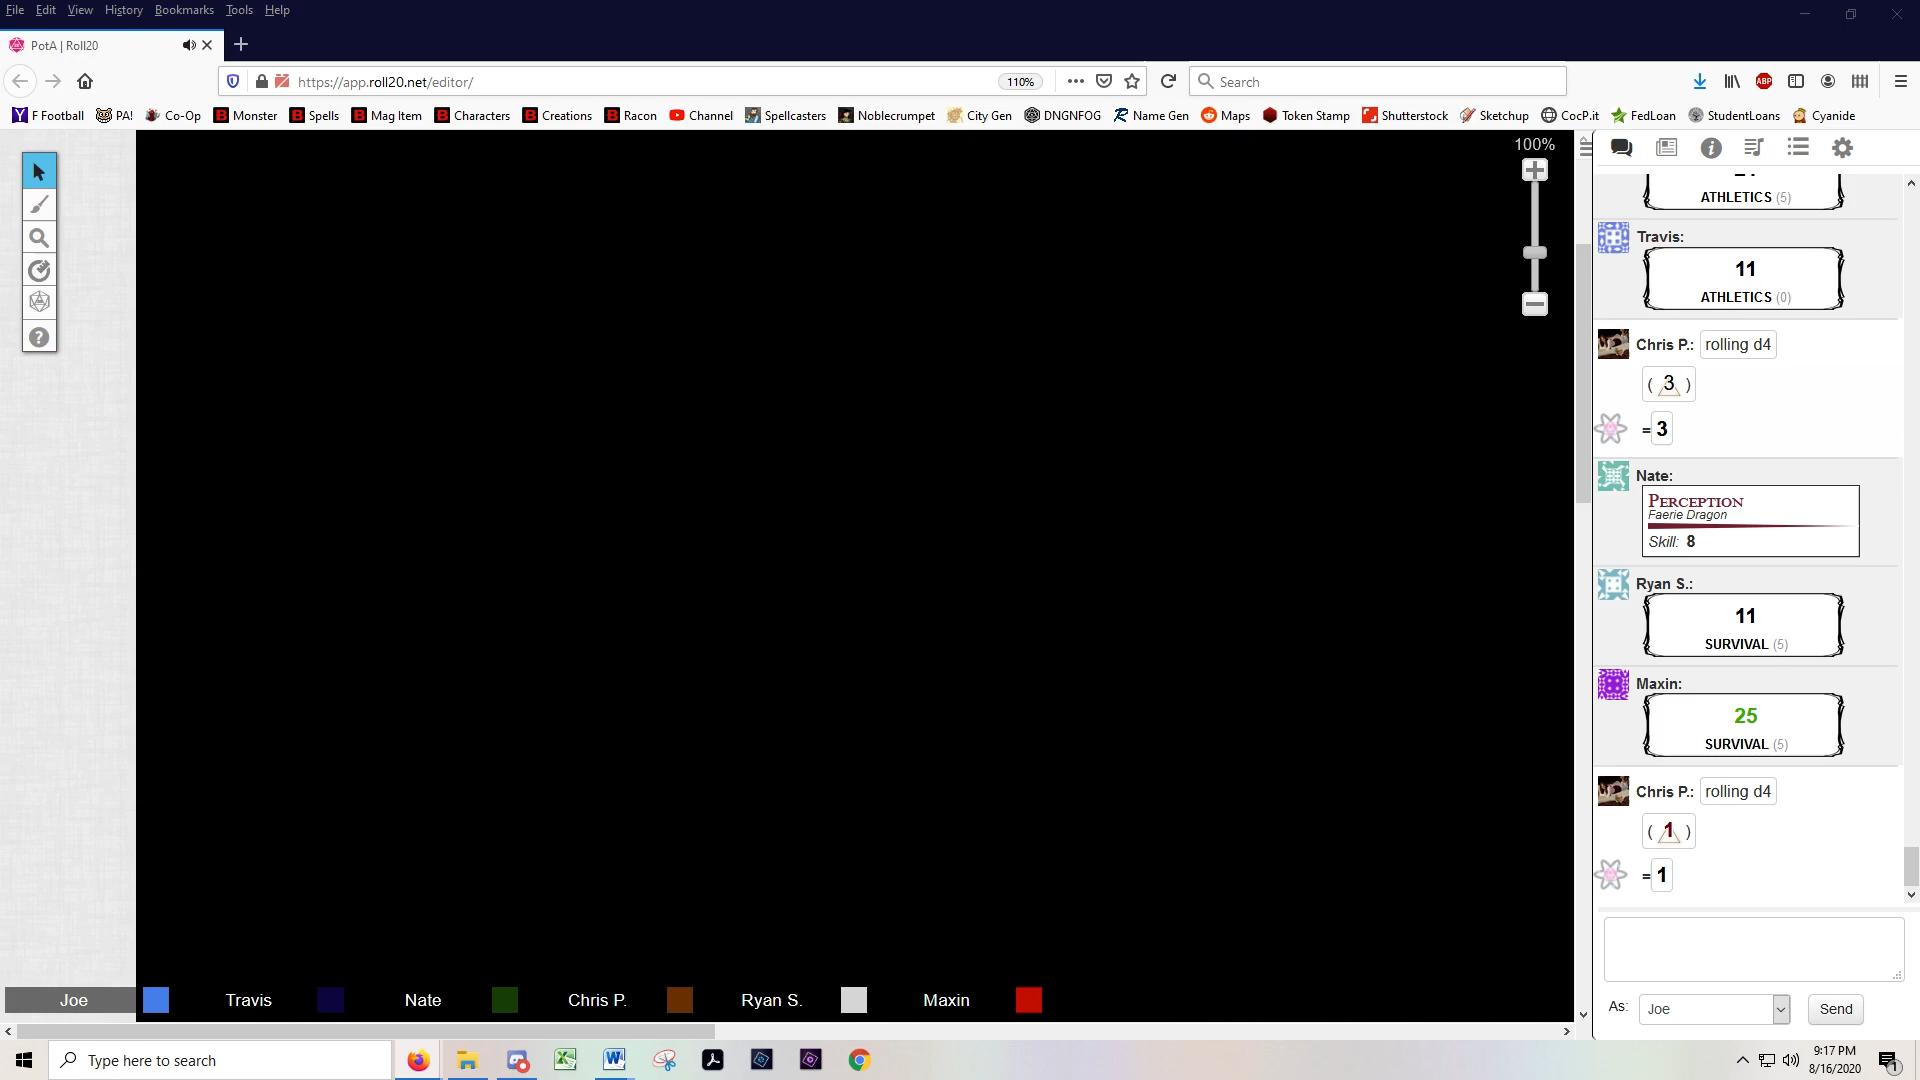 File Edit View History Bookmarks Tools Help
PotA | Roll20
https://app.roll20.net/editor/
110%
Search
F Football PA! Co-Op Monster Spells Mag Item Characters Creations Racon Channel Spellcasters Noblecrumpet City Gen DNGNFOG Name Gen Maps Token Stamp Shutterstock Sketchup CocP.it FedLoan StudentLoans Cyanide
100%
ATHLETICS (5)
Travis:
11
ATHLETICS (0)
Chris P.: rolling d4
( 3 )
= 3
Nate:
PERCEPTION
Faerie Dragon
Skill: 8
Ryan S.:
11
SURVIVAL (5)
Maxin:
25
SURVIVAL (5)
Chris P.: rolling d4
( 1 )
= 1
Joe Travis Nate Chris P. Ryan S. Maxin
As: Joe Send
Type here to search
9:17 PM
8/16/2020
1